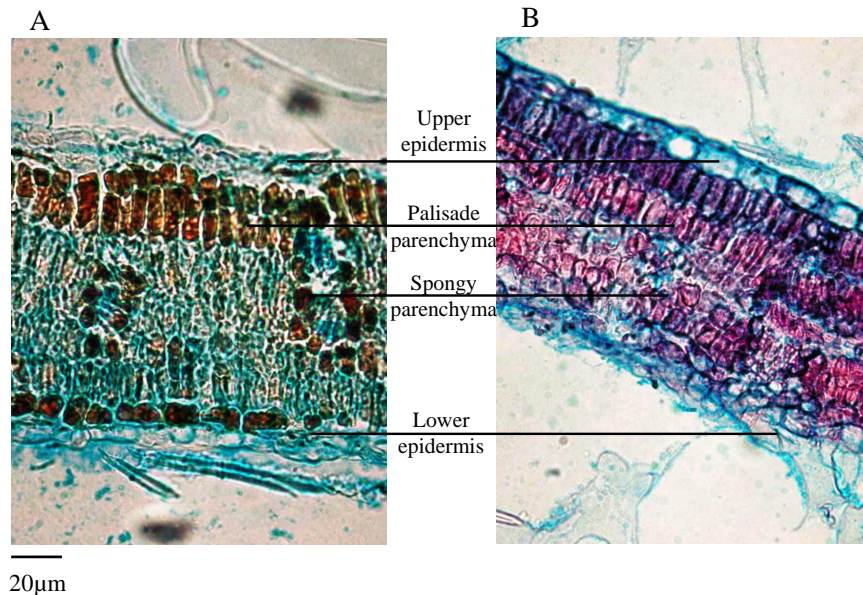 A
B
Upper
epidermis
Palisade
parenchyma
Spongy
parenchyma
Lower
epidermis
20µm